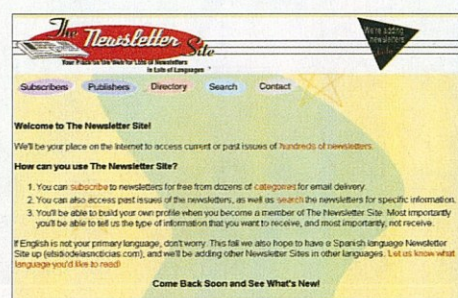 The
Newsletter
Site
Your Place on the Web for Lots of Newsletters
in Lots of Languages
We're adding
newsletters
Subscribers Publishers Directory Search Contact
Welcome to The Newsletter Site!
We'll be your place on the Internet to access current or past issues of hundreds of newsletters.
How can you use The Newsletter Site?
1. You can subscribe to newsletters for free from dozens of categories for email delivery.
2. You can also access past issues of the newsletters, as well as search the newsletters for specific information.
3. You'll be able to build your own profile when you become a member of The Newsletter Site. Most importantly
you'll be able to tell us the type of information that you want to receive, and most importantly, not receive.
If English is not your primary language, don't worry. This fall we also hope to have a Spanish language Newsletter
Site up (elsitiodelasnoticias.com), and we'll be adding other Newsletter Sites in other languages. Let us know what
language you'd like to read!
Come Back Soon and See What's New!